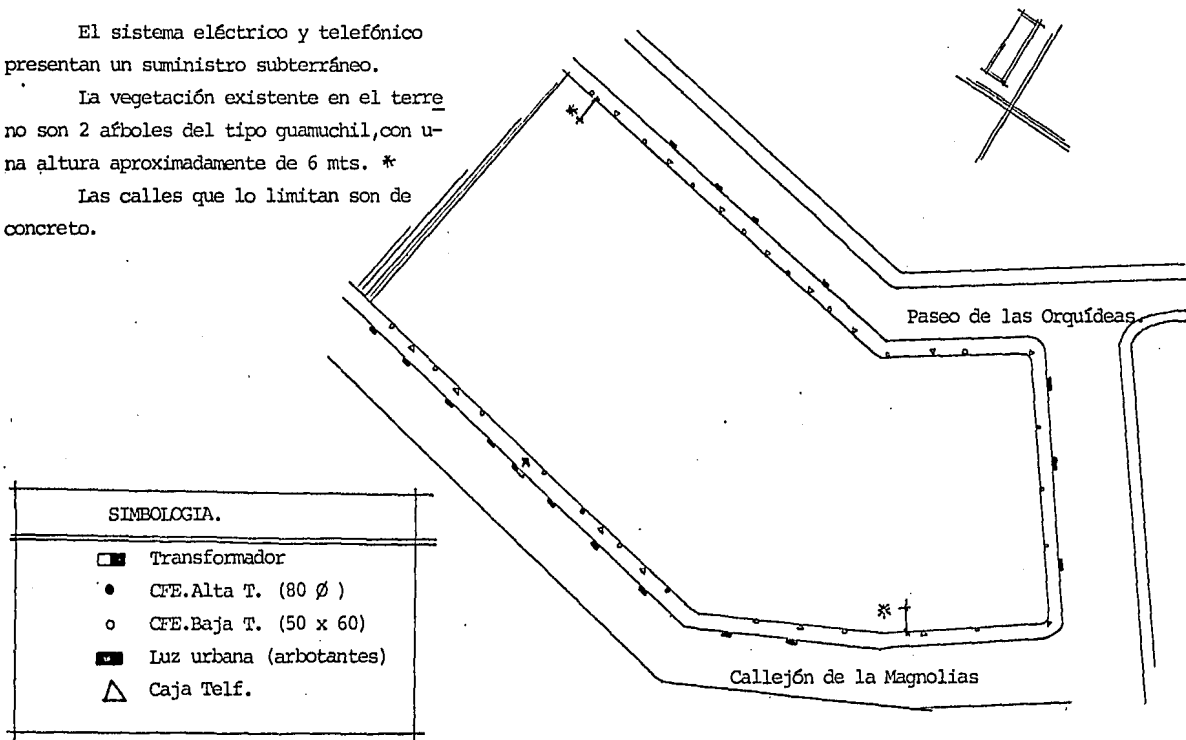 El sistema eléctrico y telefónico
presentan un suministro subterráneo.
La vegetación existente en el terre
no son 2 aŕboles del tipo guamuchil,con u-
na altura aproximadamente de 6 mts. *
Las calles que lo limitan son de
concreto.
Paseo de las Orquídeas.
SIMBOLOGIA.
Transformador
CFE.Alta T. (80 Ø )
CFE.Baja T. (50 x 60)
Luz urbana (arbotantes)
Caja Telf.
Callejón de la Magnolias